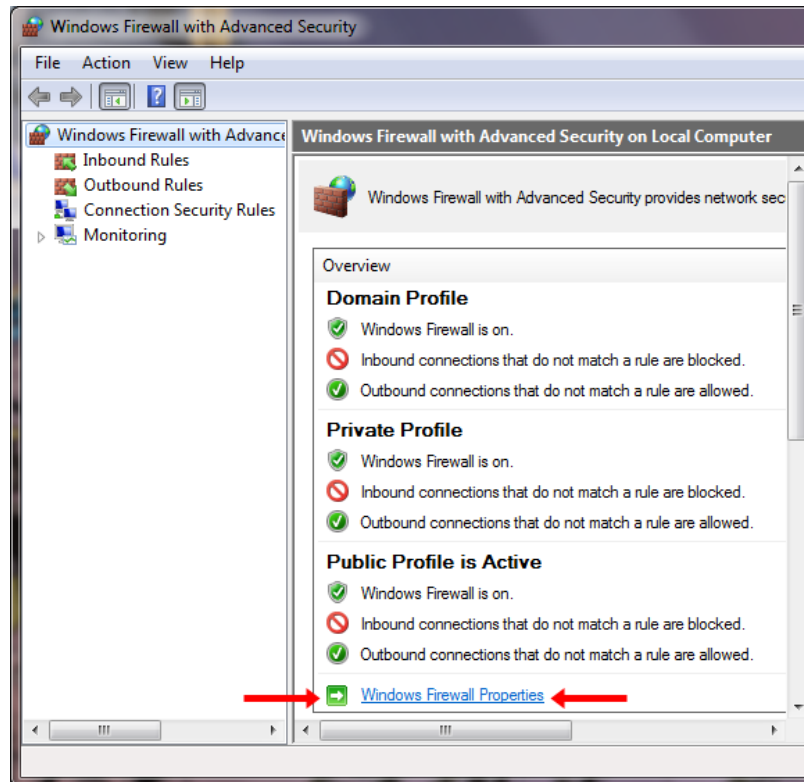 Windows Firewall with Advanced Security
File Action View Help
Windows Firewall with Advance
Inbound Rules
Outbound Rules
Connection Security Rules
Monitoring
Windows Firewall with Advanced Security on Local Computer
Windows Firewall with Advanced Security provides network sec
Overview
Domain Profile
Windows Firewall is on.
Inbound connections that do not match a rule are blocked.
Outbound connections that do not match a rule are allowed.
Private Profile
Windows Firewall is on.
Inbound connections that do not match a rule are blocked.
Outbound connections that do not match a rule are allowed.
Public Profile is Active
Windows Firewall is on.
Inbound connections that do not match a rule are blocked.
Outbound connections that do not match a rule are allowed.
Windows Firewall Properties